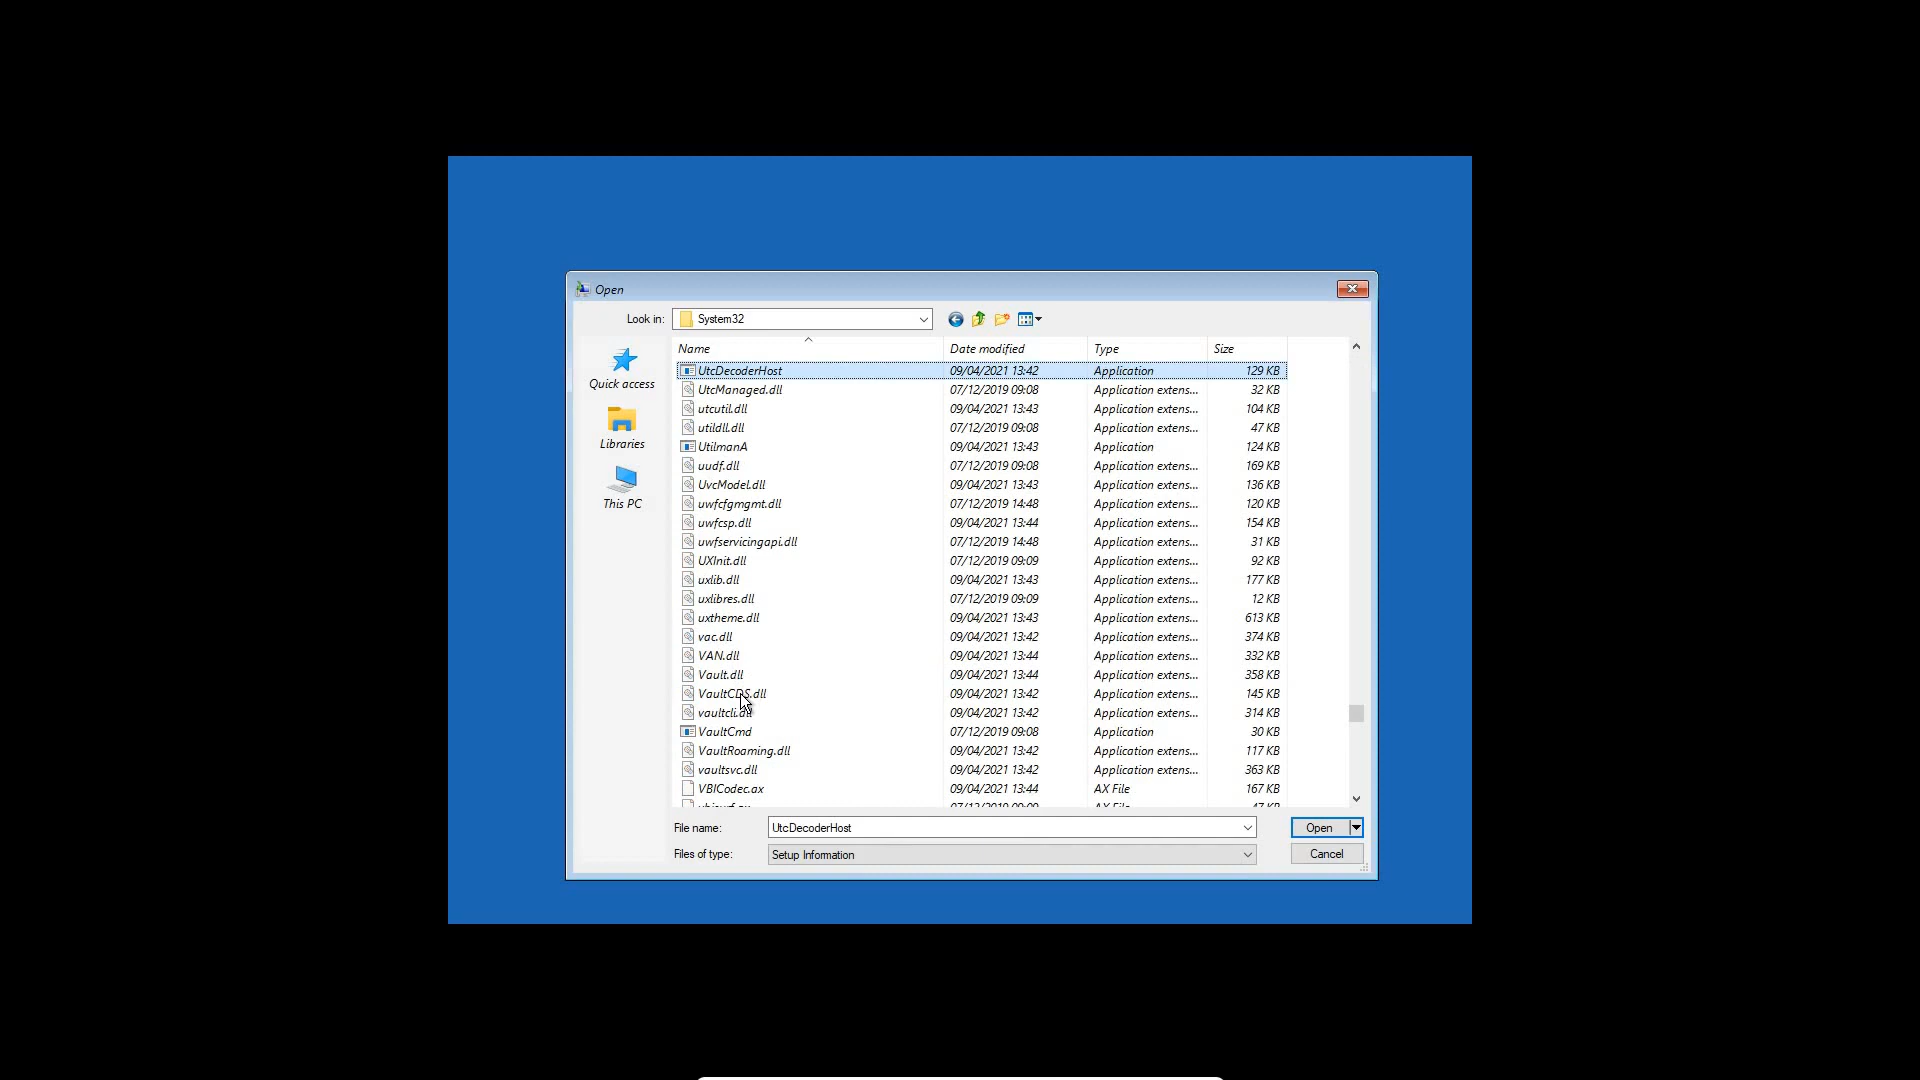 Open
Look in: System32
Quick access
Libraries
This PC
Name Date modified Type Size
UtcDecoderHost 09/04/2021 13:42 Application 129 KB
UtcManaged.dll 07/12/2019 09:08 Application extens... 32 KB
utcutil.dll 09/04/2021 13:43 Application extens... 104 KB
utildll.dll 07/12/2019 09:08 Application extens... 47 KB
UtilmanA 09/04/2021 13:43 Application 124 KB
uudf.dll 07/12/2019 09:08 Application extens... 169 KB
UvcModel.dll 09/04/2021 13:43 Application extens... 136 KB
uwfcfgmgmt.dll 07/12/2019 14:48 Application extens... 120 KB
uwfcsp.dll 09/04/2021 13:44 Application extens... 154 KB
uwfservicingapi.dll 07/12/2019 14:48 Application extens... 31 KB
UXInit.dll 07/12/2019 09:09 Application extens... 92 KB
uxlib.dll 09/04/2021 13:43 Application extens... 177 KB
uxlibres.dll 07/12/2019 09:09 Application extens... 12 KB
uxtheme.dll 09/04/2021 13:43 Application extens... 613 KB
vac.dll 09/04/2021 13:42 Application extens... 374 KB
VAN.dll 09/04/2021 13:44 Application extens... 332 KB
Vault.dll 09/04/2021 13:44 Application extens... 358 KB
VaultCDS.dll 09/04/2021 13:42 Application extens... 145 KB
vaultcli.dll 09/04/2021 13:42 Application extens... 314 KB
VaultCmd 07/12/2019 09:08 Application 30 KB
VaultRoaming.dll 09/04/2021 13:42 Application extens... 117 KB
vaultsvc.dll 09/04/2021 13:42 Application extens... 363 KB
VBICodec.ax 09/04/2021 13:44 AX File 167 KB
File name: UtcDecoderHost Open
Files of type: Setup Information Cancel